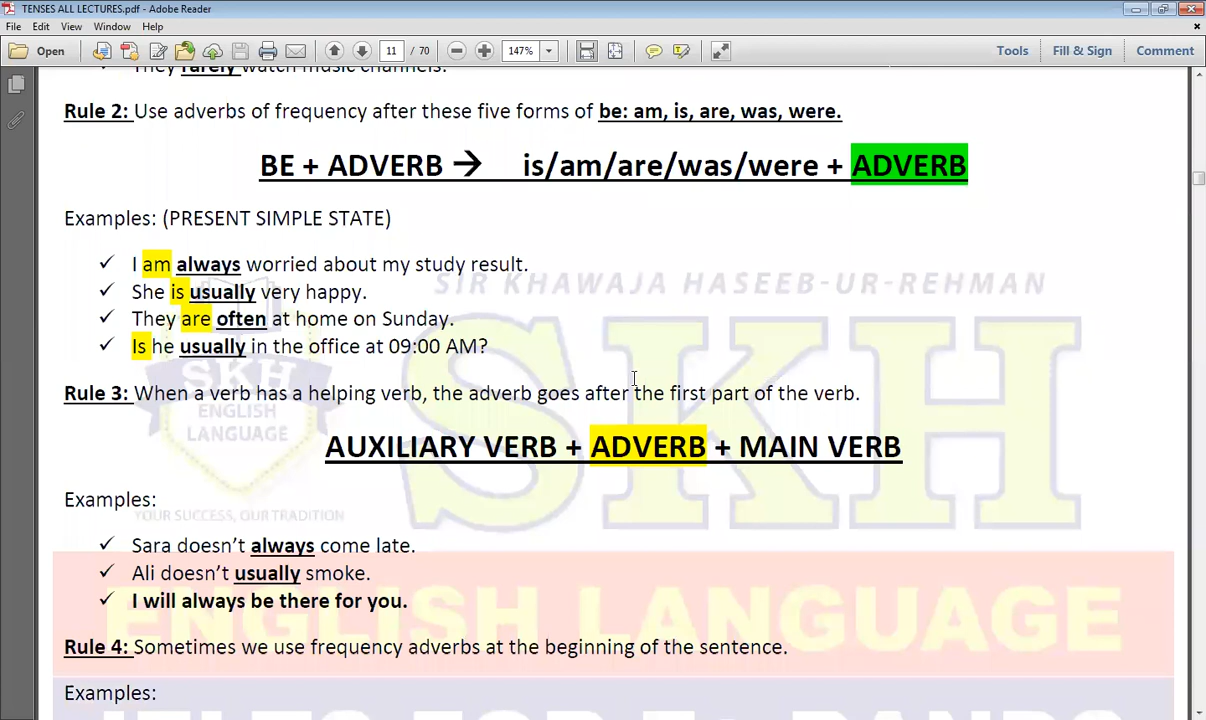 TENSES ALL LECTURES.pdf - Adobe Reader
File Edit View Window Help
Open 11 / 70 147% Tools Fill & Sign Comment
They rarely watch music channels.
Rule 2: Use adverbs of frequency after these five forms of be: am, is, are, was, were.
BE + ADVERB → is/am/are/was/were + ADVERB
Examples: (PRESENT SIMPLE STATE)
✓ I am always worried about my study result.
SIR KHAWAJA HASEEB-UR-REHMAN
✓ She is usually very happy.
✓ They are often at home on Sunday.
✓ Is he usually in the office at 09:00 AM?
SKH
SKH
Rule 3: When a verb has a helping verb, the adverb goes after the first part of the verb.
ENGLISH
LANGUAGE
AUXILIARY VERB + ADVERB + MAIN VERB
Examples:
YOUR SUCCESS, OUR TRADITION
✓ Sara doesn't always come late.
✓ Ali doesn't usually smoke.
✓ I will always be there for you.
ENGLISH LANGUAGE
Rule 4: Sometimes we use frequency adverbs at the beginning of the sentence.
Examples: